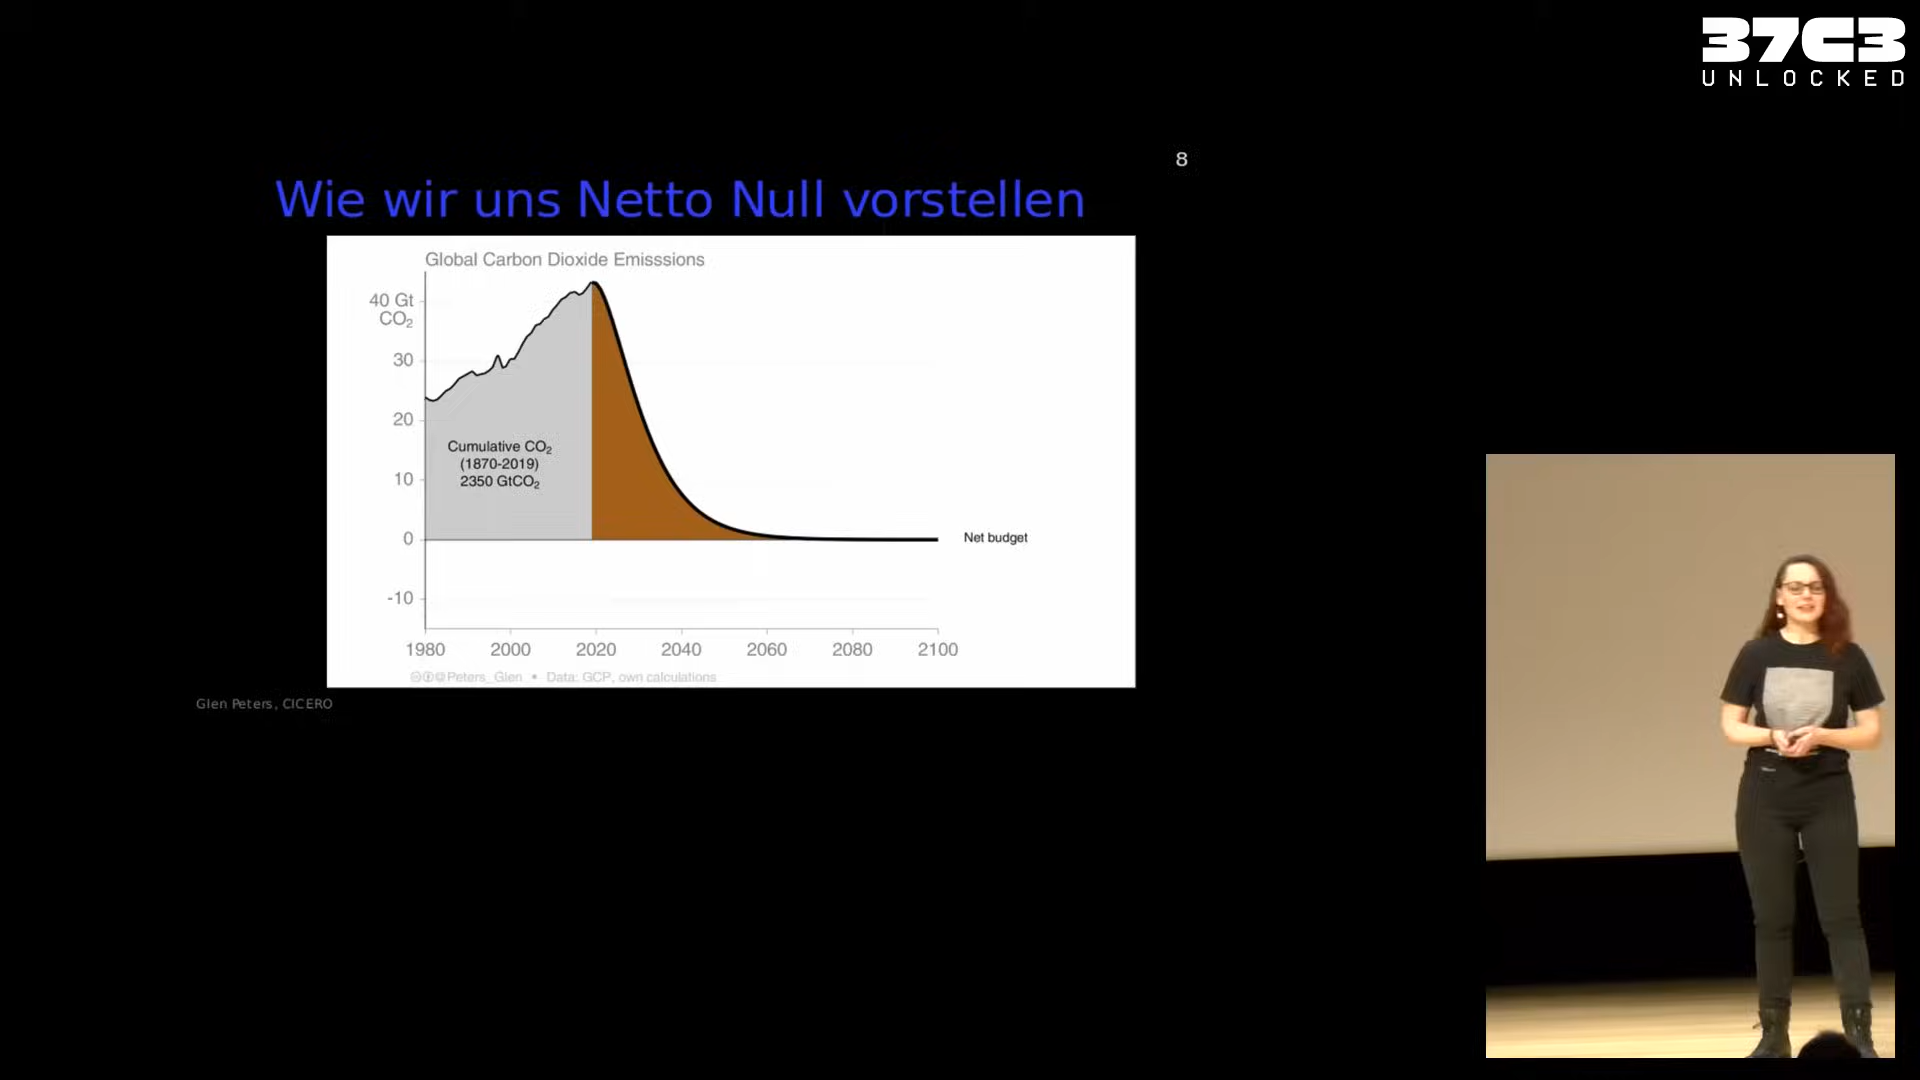 37C3
UNLOCKED
8
Wie wir uns Netto Null vorstellen
Global Carbon Dioxide Emisssions
40 Gt
CO₂
30
20
10
0
-10
Cumulative CO₂
(1870-2019)
2350 GtCO₂
Net budget
1980 2000 2020 2040 2060 2080 2100
@Peters_Glen • Data: GCP, own calculations
Glen Peters, CICERO